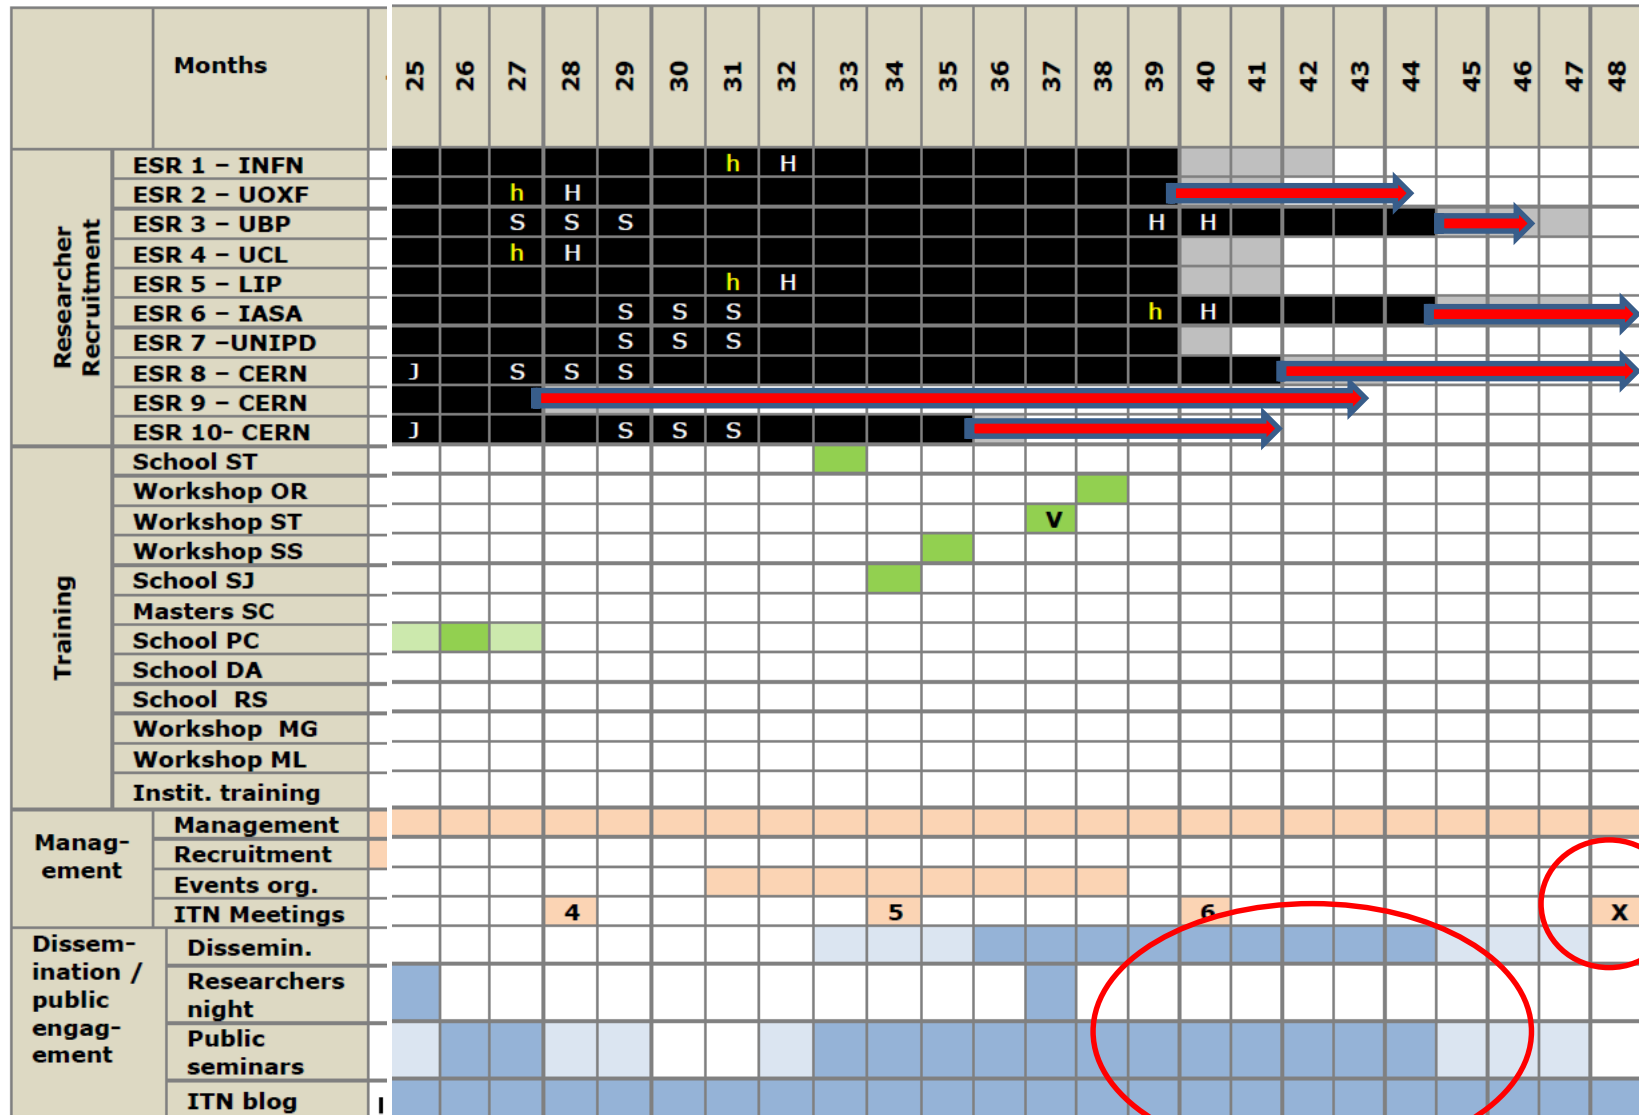 Months 25 26 27 28 29 30 31 32 33 34 35 36 37 38 39 40 41 42 43 44 45 46 47 48
Researcher
Recruitment
ESR 1 – INFN h H
ESR 2 – UOXF h H
ESR 3 – UBP S S S H H
ESR 4 – UCL h H
ESR 5 – LIP h H
ESR 6 – IASA S S S h H
ESR 7 –UNIPD S S S
ESR 8 – CERN J S S S
ESR 9 – CERN
ESR 10- CERN J S S S
Training
School ST
Workshop OR
Workshop ST V
Workshop SS
School SJ
Masters SC
School PC
School DA
School RS
Workshop MG
Workshop ML
Instit. training
Manag-
ement
Management
Recruitment
Events org.
ITN Meetings 4 5 6 X
Dissem-
ination /
public
engag-
ement
Dissemin.
Researchers
night
Public
seminars
ITN blog